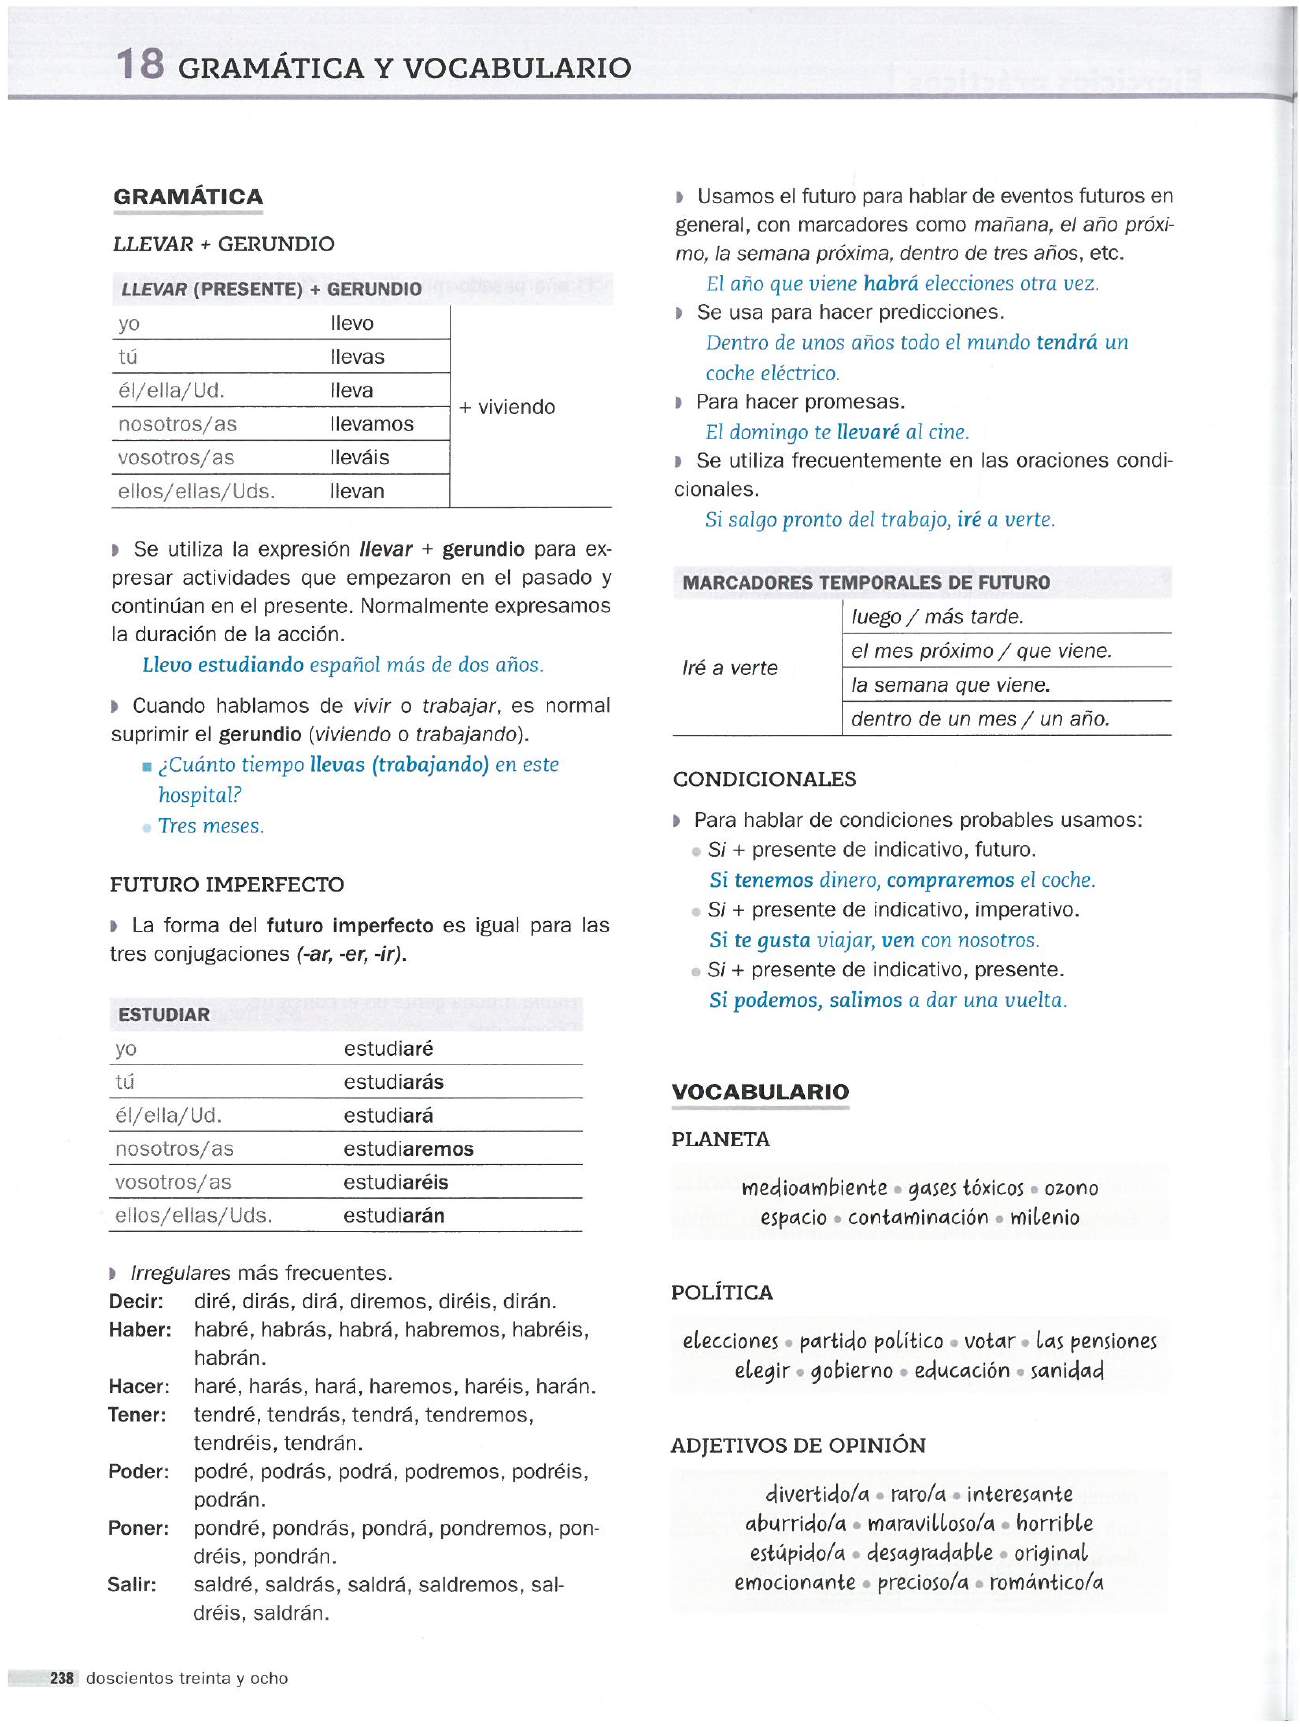 18 GRAMÁTICA Y VOCABULARIO
GRAMÁTICA
LLEVAR + GERUNDIO
LLEVAR (PRESENTE) + GERUNDIO
yo llevo
tú llevas
él/ella/Ud. lleva
+ viviendo
nosotros/as llevamos
vosotros/as lleváis
ellos/ellas/Uds. llevan
Se utiliza la expresión llevar + gerundio para ex-
presar actividades que empezaron en el pasado y
continúan en el presente. Normalmente expresamos
la duración de la acción.
Llevo estudiando español más de dos años.
Cuando hablamos de vivir o trabajar, es normal
suprimir el gerundio (viviendo o trabajando).
¿Cuánto tiempo llevas (trabajando) en este
hospital?
Tres meses.
FUTURO IMPERFECTO
La forma del futuro imperfecto es igual para las
tres conjugaciones (-ar, -er, -ir).
ESTUDIAR
yo estudiaré
tú estudiarás
él/ella/Ud. estudiará
nosotros/as estudiaremos
vosotros/as estudiaréis
ellos/ellas/Uds. estudiarán
Irregulares más frecuentes.
Decir: diré, dirás, dirá, diremos, diréis, dirán.
Haber: habré, habrás, habrá, habremos, habréis,
habrán.
Hacer: haré, harás, hará, haremos, haréis, harán.
Tener: tendré, tendrás, tendrá, tendremos,
tendréis, tendrán.
Poder: podré, podrás, podrá, podremos, podréis,
podrán.
Poner: pondré, pondrás, pondrá, pondremos, pon-
dréis, pondrán.
Salir: saldré, saldrás, saldrá, saldremos, sal-
dréis, saldrán.
Usamos el futuro para hablar de eventos futuros en
general, con marcadores como mañana, el año próxi-
mo, la semana próxima, dentro de tres años, etc.
El año que viene habrá elecciones otra vez.
Se usa para hacer predicciones.
Dentro de unos años todo el mundo tendrá un
coche eléctrico.
Para hacer promesas.
El domingo te llevaré al cine.
Se utiliza frecuentemente en las oraciones condi-
cionales.
Si salgo pronto del trabajo, iré a verte.
MARCADORES TEMPORALES DE FUTURO
luego / más tarde.
el mes próximo / que viene.
Iré a verte
la semana que viene.
dentro de un mes / un año.
CONDICIONALES
Para hablar de condiciones probables usamos:
Si + presente de indicativo, futuro.
Si tenemos dinero, compraremos el coche.
Si + presente de indicativo, imperativo.
Si te gusta viajar, ven con nosotros.
Si + presente de indicativo, presente.
Si podemos, salimos a dar una vuelta.
VOCABULARIO
PLANETA
medioambiente • gases tóxicos • ozono
espacio • contaminación • milenio
POLÍTICA
elecciones • partido político • votar • las pensiones
elegir • gobierno • educación • sanidad
ADJETIVOS DE OPINIÓN
divertido/a • raro/a • interesante
aburrido/a • maravilloso/a • horrible
estúpido/a • desagradable • original
emocionante • precioso/a • romántico/a
238 doscientos treinta y ocho